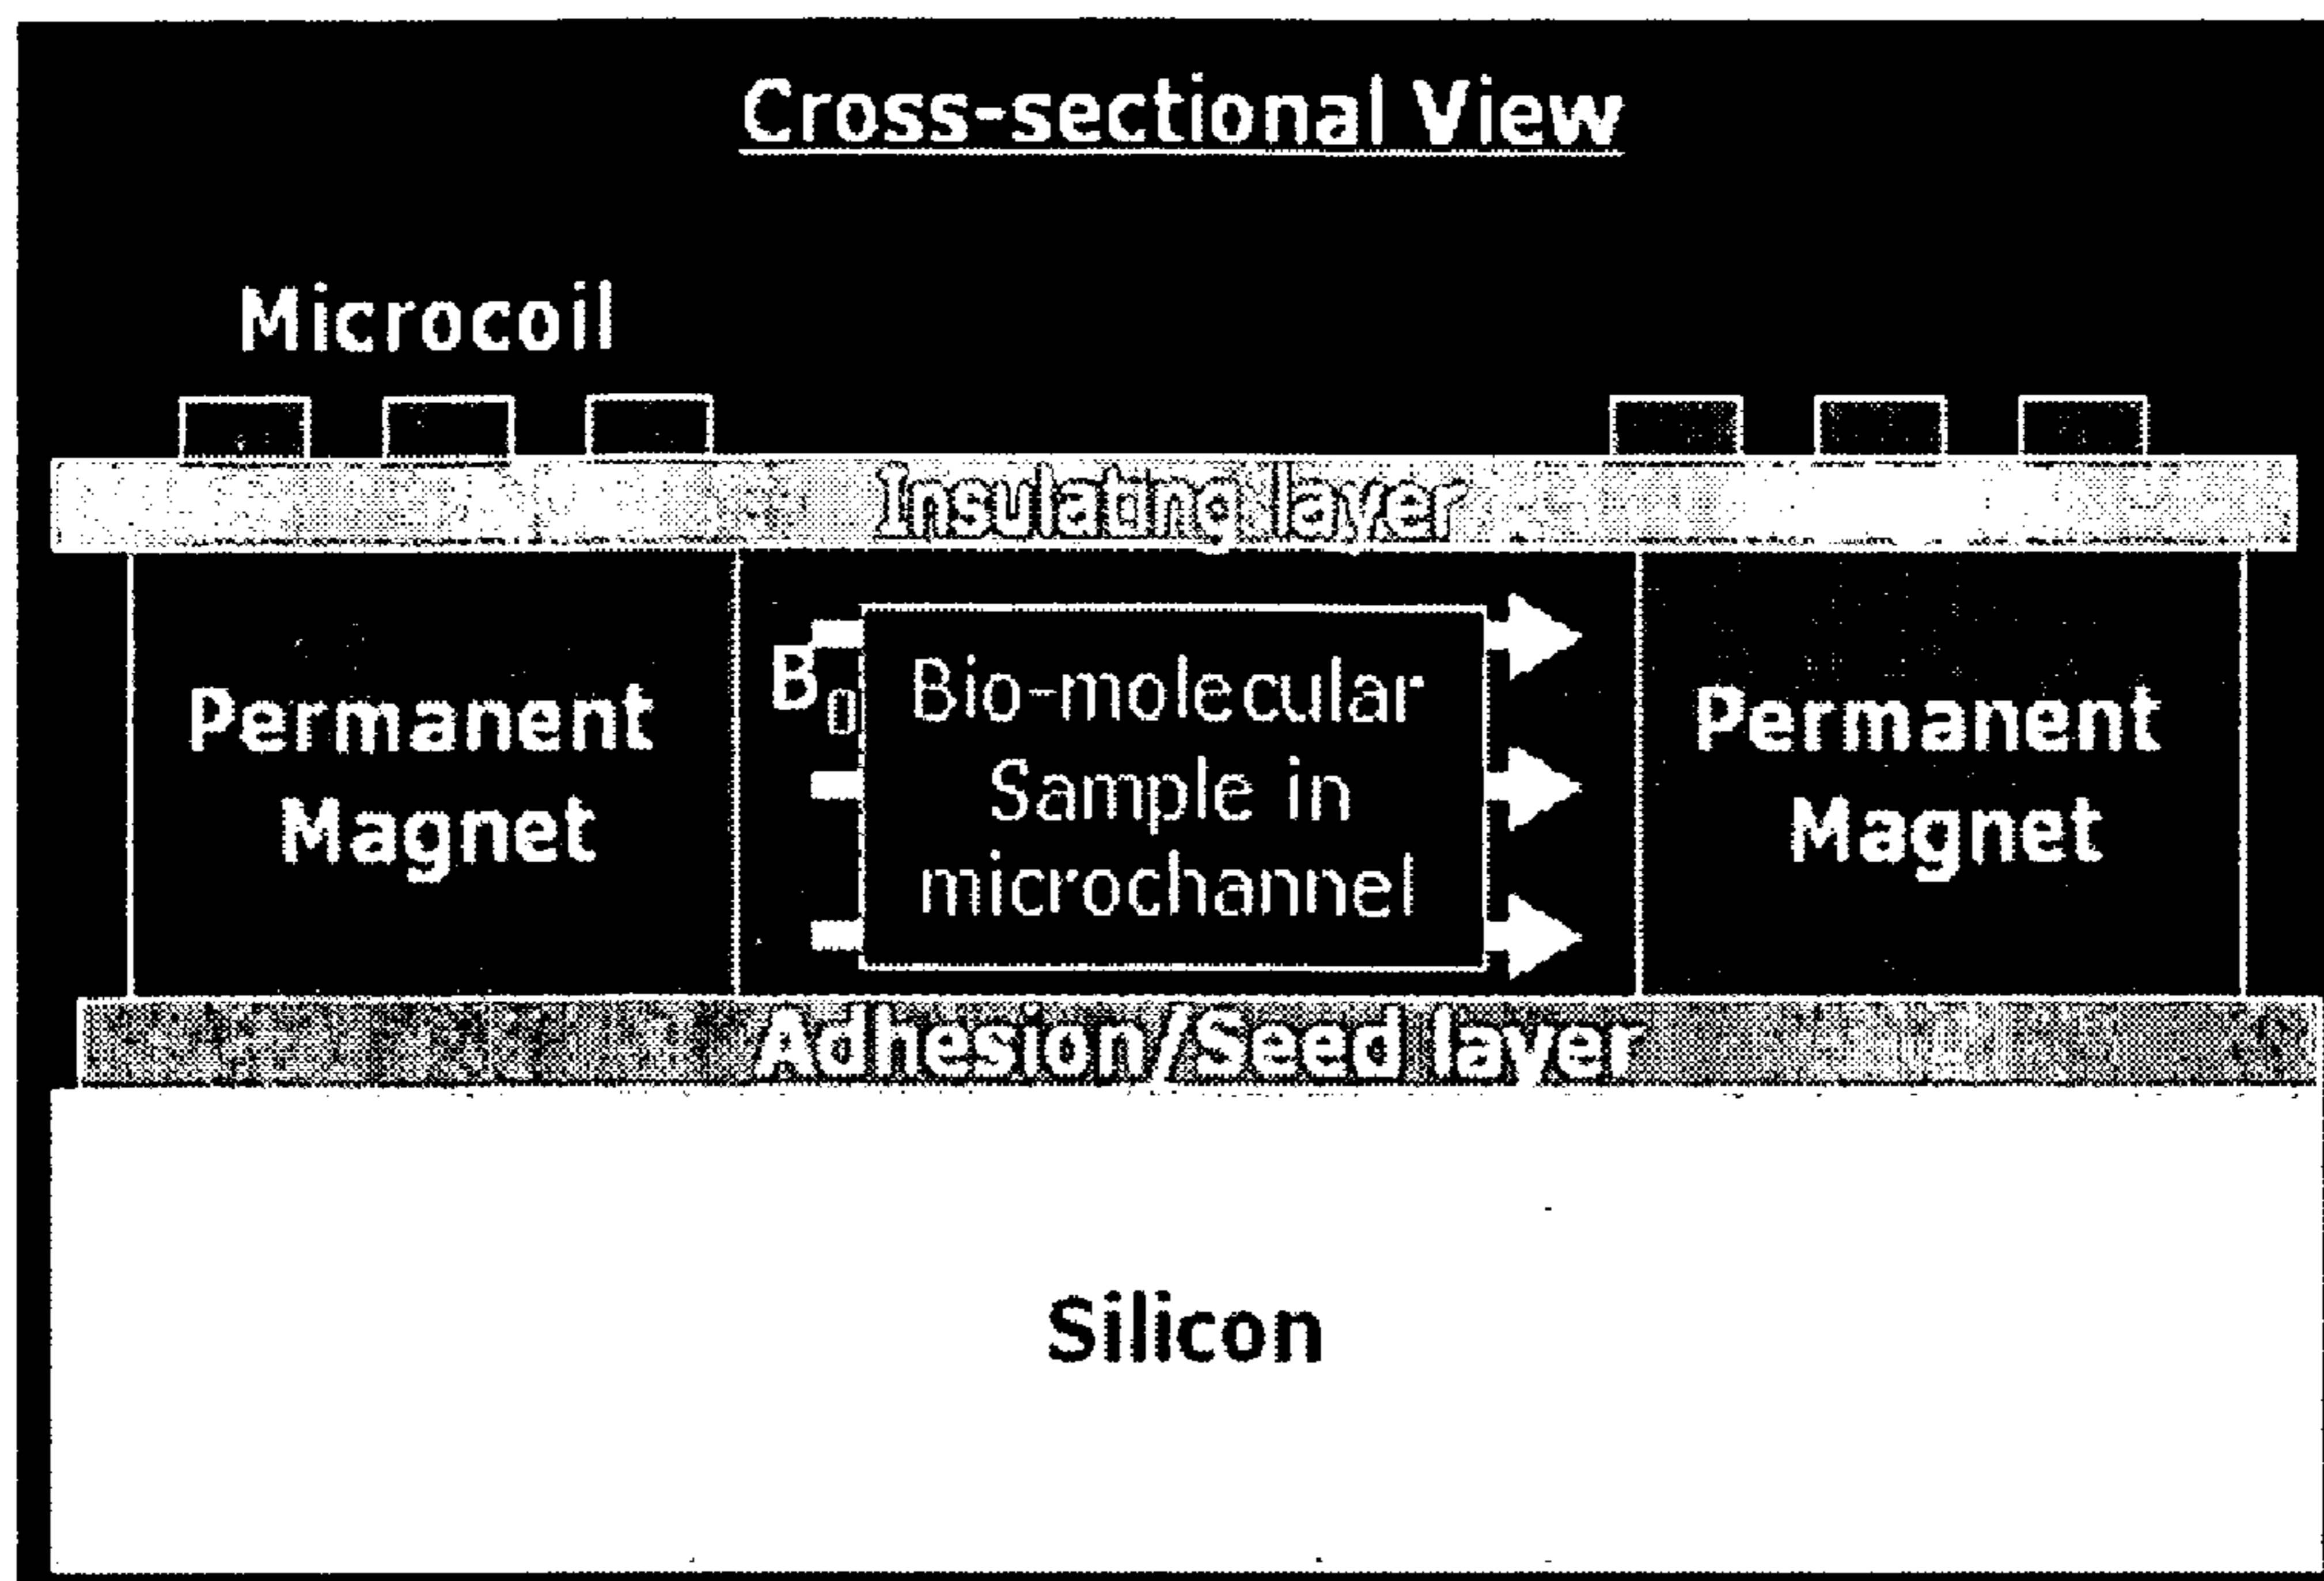 Cross-sectional View
Microcoil
Insulating layer
B₀
Bio-molecular
Sample in
microchannel
Permanent
Magnet
Permanent
Magnet
Adhesion/Seed layer
Silicon